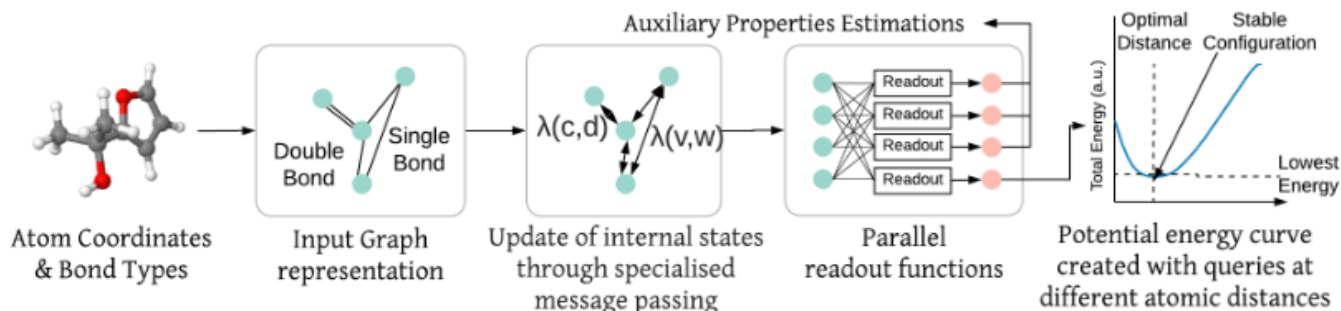 Auxiliary Properties Estimations
Optimal
Distance
Stable
Configuration
Double
Bond
Single
Bond
λ(c,d)
λ(v,w)
Readout
Readout
Readout
Readout
Total Energy (a.u.)
Lowest
Energy
Atom Coordinates
& Bond Types
Input Graph
representation
Update of internal states
through specialised
message passing
Parallel
readout functions
Potential energy curve
created with queries at
different atomic distances